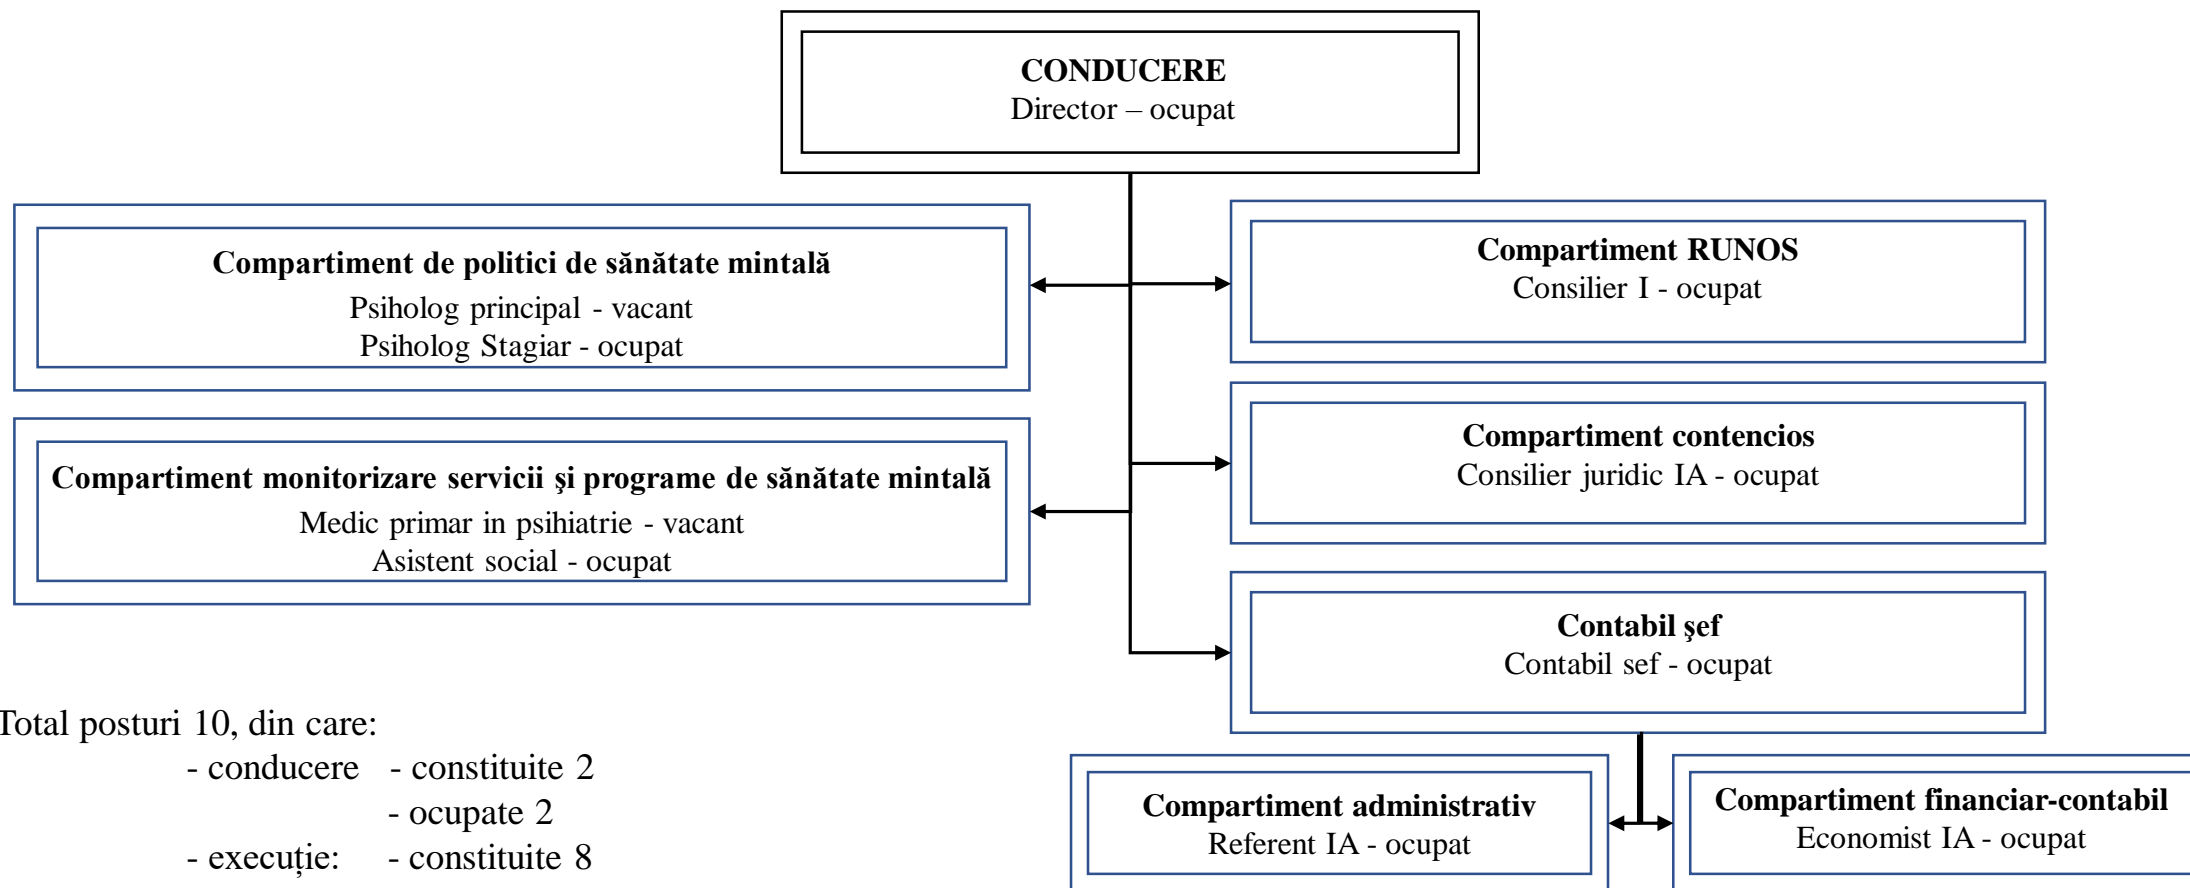 CONDUCERE
Director – ocupat
Compartiment de politici de sănătate mintală
Psiholog principal - vacant
Psiholog Stagiar - ocupat
Compartiment RUNOS
Consilier I - ocupat
Compartiment monitorizare servicii şi programe de sănătate mintală
Medic primar in psihiatrie - vacant
Asistent social - ocupat
Compartiment contencios
Consilier juridic IA - ocupat
Contabil şef
Contabil sef - ocupat
Total posturi 10, din care:
- conducere - constituite 2
- ocupate 2
- execuție: - constituite 8
Compartiment administrativ
Referent IA - ocupat
Compartiment financiar-contabil
Economist IA - ocupat